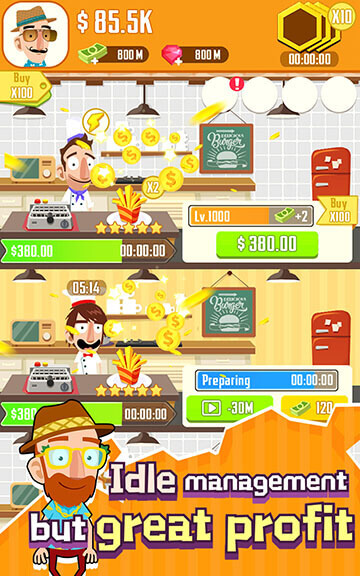 $ 85.5K
X10
800 M
800 M
00:00:00
Buy
X100
!
DELICIOUS
Burger
X2
Lv.1000
+2
Buy
X100
$380.00
00:00:00
$ 380.00
05:14
DELICIOUS
Burger
Preparing
00:00:00
$38
00:00:00
-30M
120
Idle management
but great profit